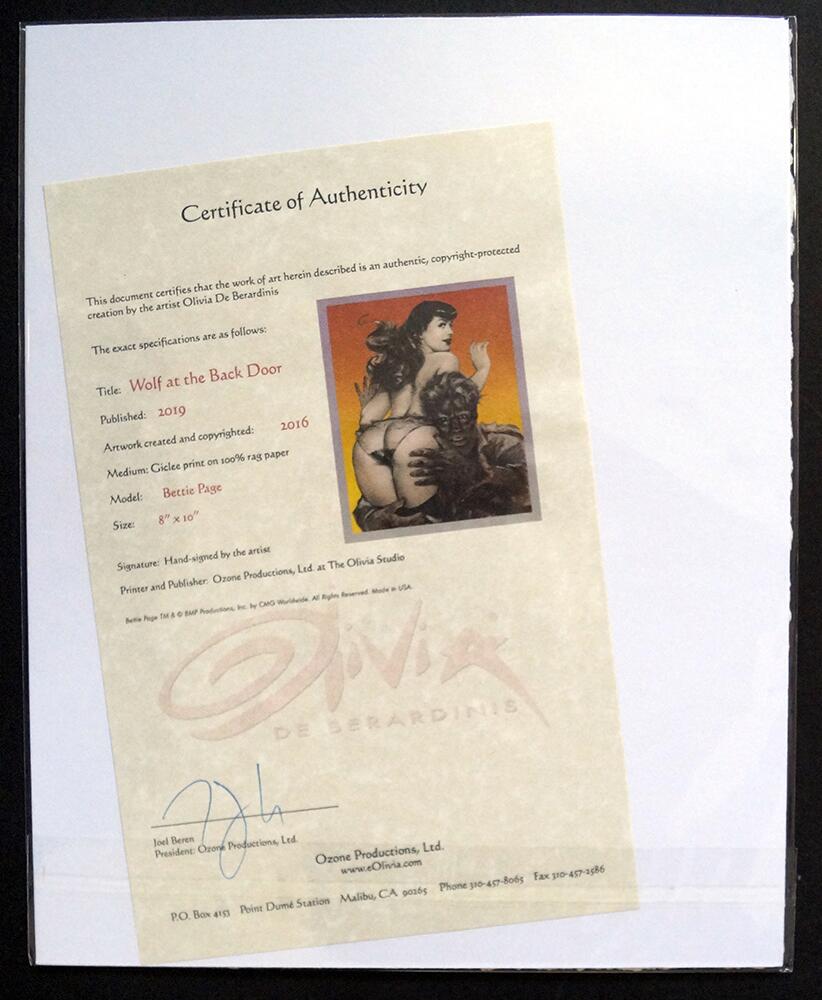 Certificate of Authenticity
This document certifies that the work of art herein described is an authentic, copyright-protected
creation by the artist Olivia De Berardinis
The exact specifications are as follows:
Title: Wolf at the Back Door
Published: 2019
Artwork created and copyrighted: 2016
Medium: Giclee print on 100% rag paper
Model: Bettie Page
Size: 8" x 10"
Signature: Hand-signed by the artist
Printer and Publisher: Ozone Productions, Ltd. at The Olivia Studio
Bettie Page TM & © BMP Productions, Inc. by CMG Worldwide. All Rights Reserved. Made in USA.
Olivia
DE BERARDINIS
Joel Beren
President: Ozone Productions, Ltd.
Ozone Productions, Ltd.
www.eOlivia.com
P.O. Box 4153 Point Dumé Station Malibu, CA 90265 Phone 310-457-8065 Fax 310-457-2586